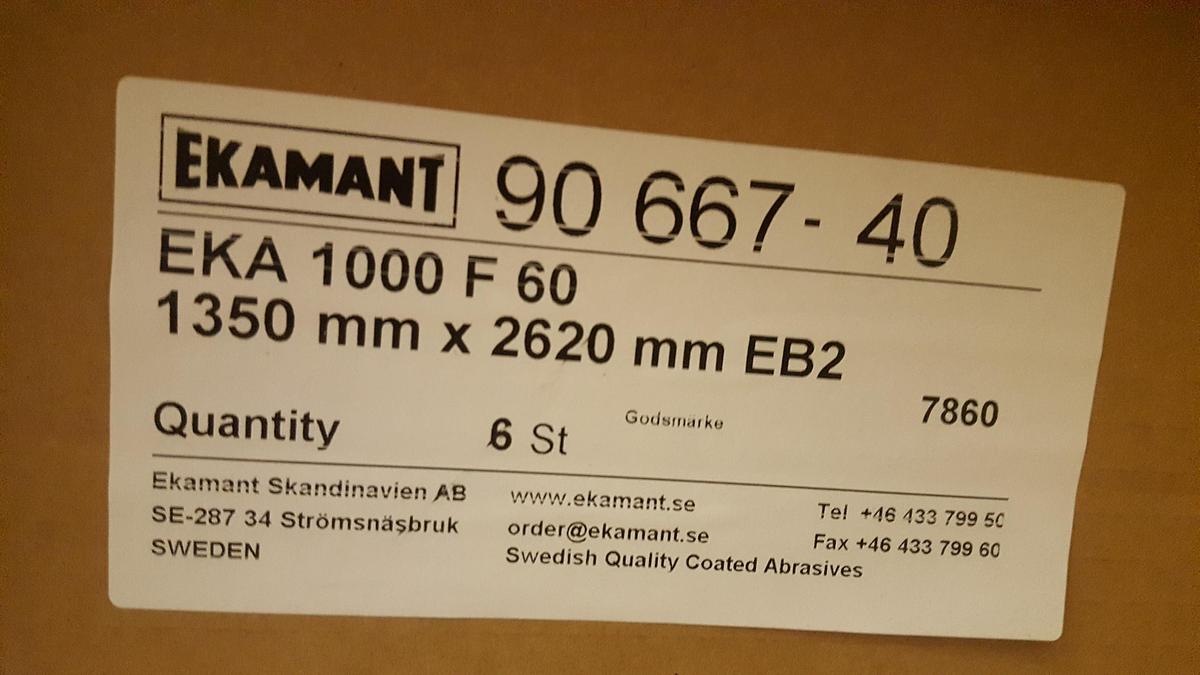 EKAMANT 90 667- 40
EKA 1000 F 60
1350 mm x 2620 mm EB2
7860
Quantity 6 St Godsmärke
Ekamant Skandinavien AB www.ekamant.se Tel +46 433 799 50
SE-287 34 Strömsnäsbruk order@ekamant.se Fax +46 433 799 60
SWEDEN Swedish Quality Coated Abrasives